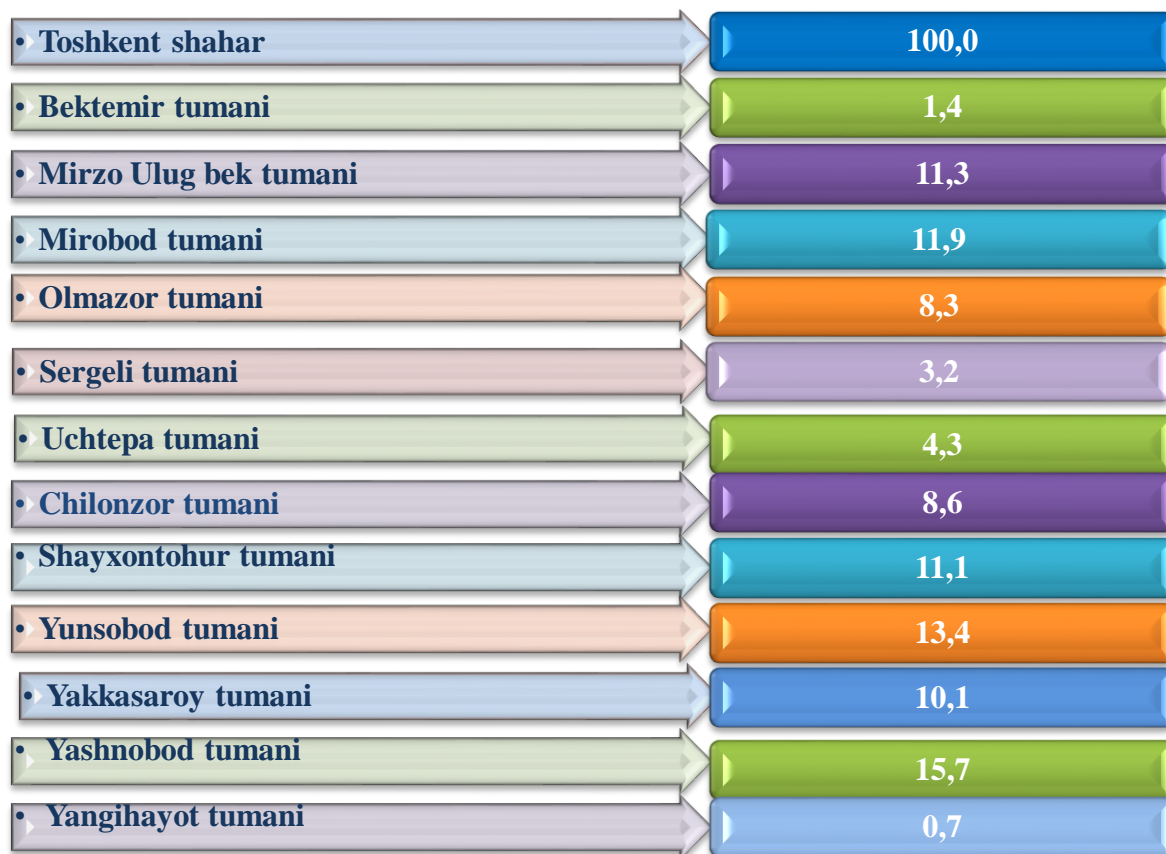 • Toshkent shahar 100,0
• Bektemir tumani 1,4
• Mirzo Ulug bek tumani 11,3
• Mirobod tumani 11,9
• Olmazor tumani 8,3
• Sergeli tumani 3,2
• Uchtepa tumani 4,3
• Chilonzor tumani 8,6
• Shayxontohur tumani 11,1
• Yunsobod tumani 13,4
• Yakkasaroy tumani 10,1
• Yashnobod tumani 15,7
• Yangihayot tumani 0,7